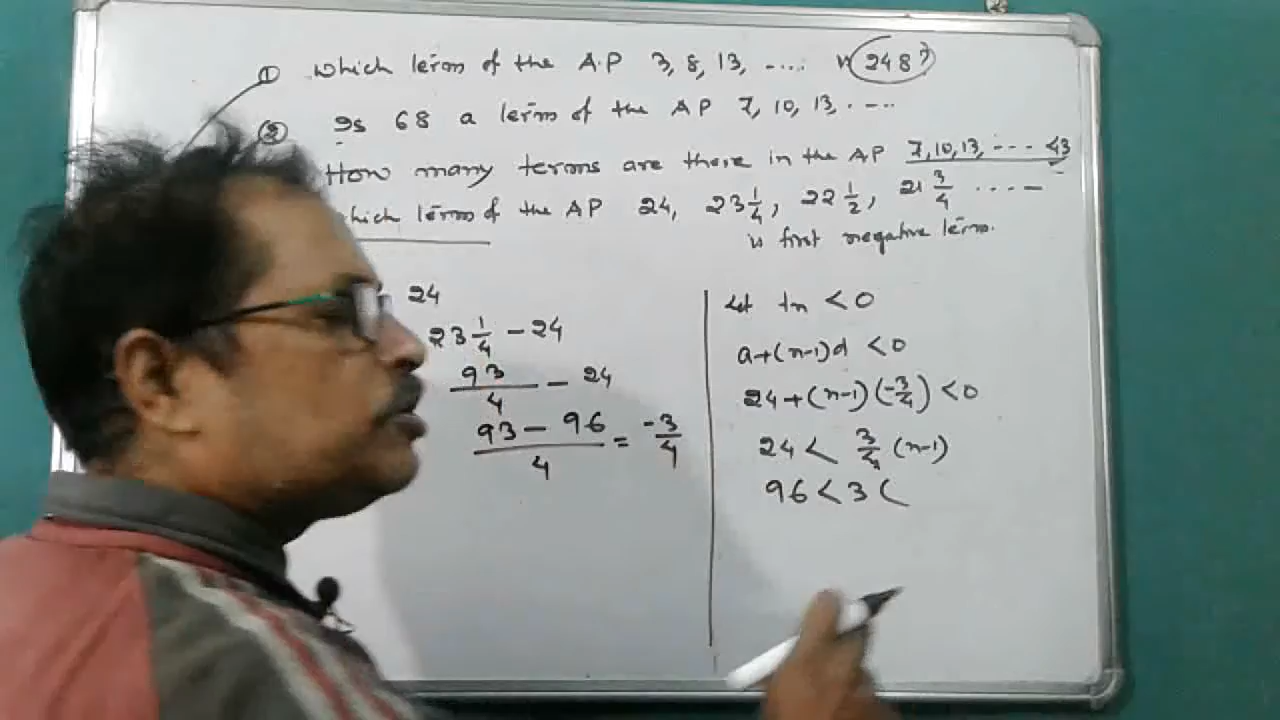 ① which term of the A.P 3, 8, 13, ..... is 248?
② Is 68 a term of the AP 7, 10, 13, .....
How many terms are there in the AP 7, 10, 13, ..... 43
which term of the AP 24, 23 1/4, 22 1/2, 21 3/4 .....
is first negative term.
24
23 1/4 - 24
93/4 - 24
(93 - 96)/4 = -3/4
Let tn < 0
a+(n-1)d < 0
24+(n-1)(-3/4) < 0
24 < 3/4 (n-1)
96 < 3 (